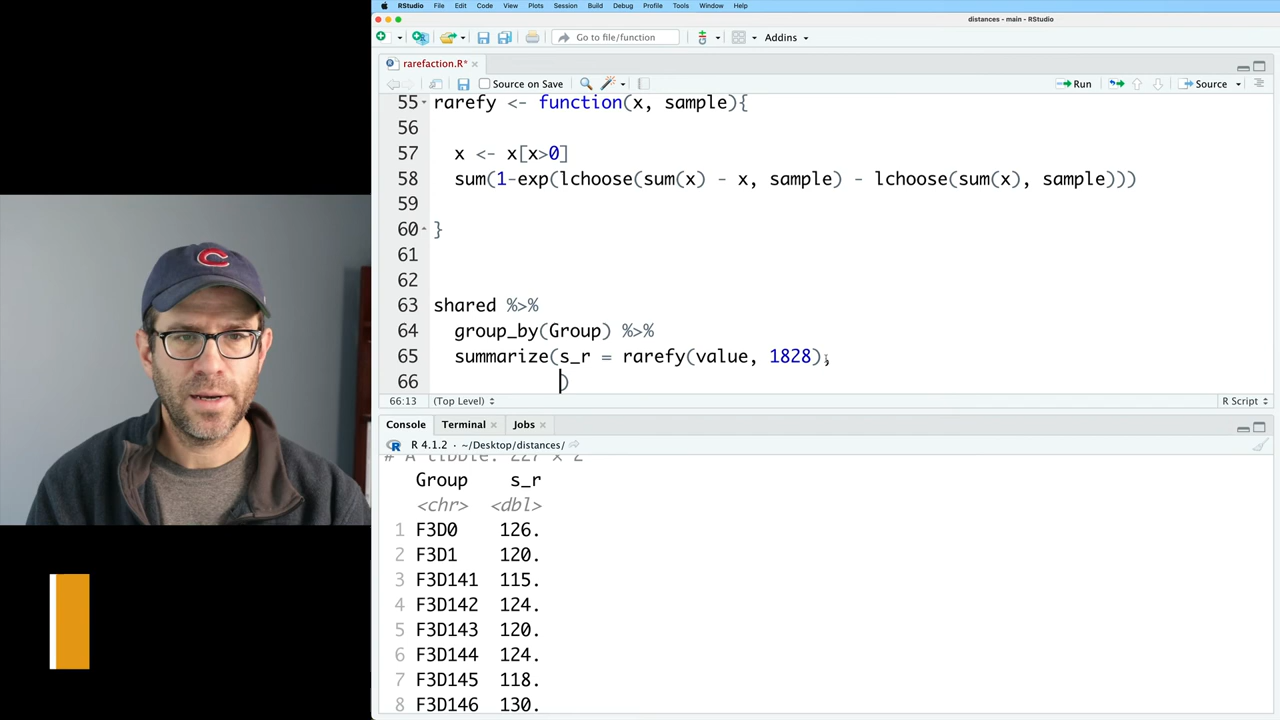 RStudio File Edit Code View Plots Session Build Debug Profile Tools Window Help
distances - main - RStudio
Go to file/function Addins
rarefaction.R*
Source on Save Run Source
55 rarefy <- function(x, sample){
56
57 x <- x[x>0]
58 sum(1-exp(lchoose(sum(x) - x, sample) - lchoose(sum(x), sample)))
59
60 }
61
62
63 shared %>%
64 group_by(Group) %>%
65 summarize(s_r = rarefy(value, 1828),
66 )
66:13 (Top Level) R Script
Console Terminal Jobs
R 4.1.2 · ~/Desktop/distances/
# A tibble: 227 x 2
Group s_r
<chr> <dbl>
1 F3D0 126.
2 F3D1 120.
3 F3D141 115.
4 F3D142 124.
5 F3D143 120.
6 F3D144 124.
7 F3D145 118.
8 F3D146 130.
C